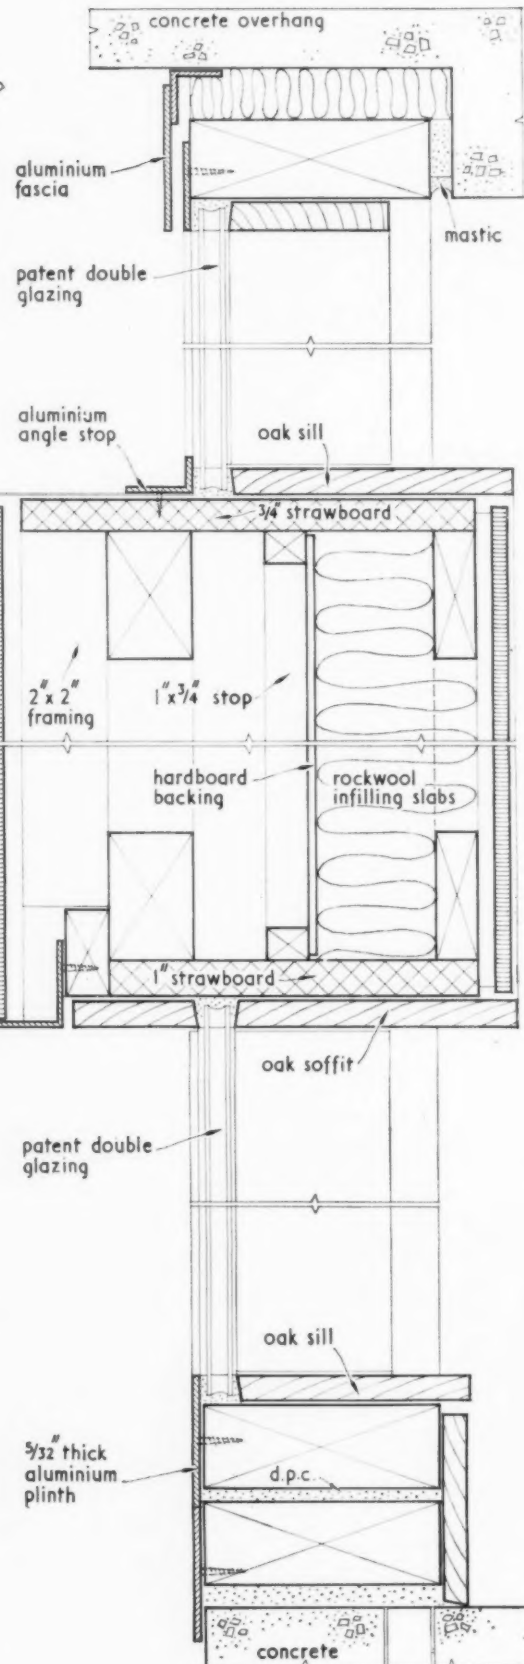 concrete overhang
aluminium
fascia
mastic
patent double
glazing
aluminium
angle stop
oak sill
3/4" strawboard
2" x 2"
framing
1" x 3/4" stop
hardboard
backing
rockwool
infilling slabs
1" strawboard
oak soffit
patent double
glazing
oak sill
5/32" thick
aluminium
plinth
d.p.c.
concrete